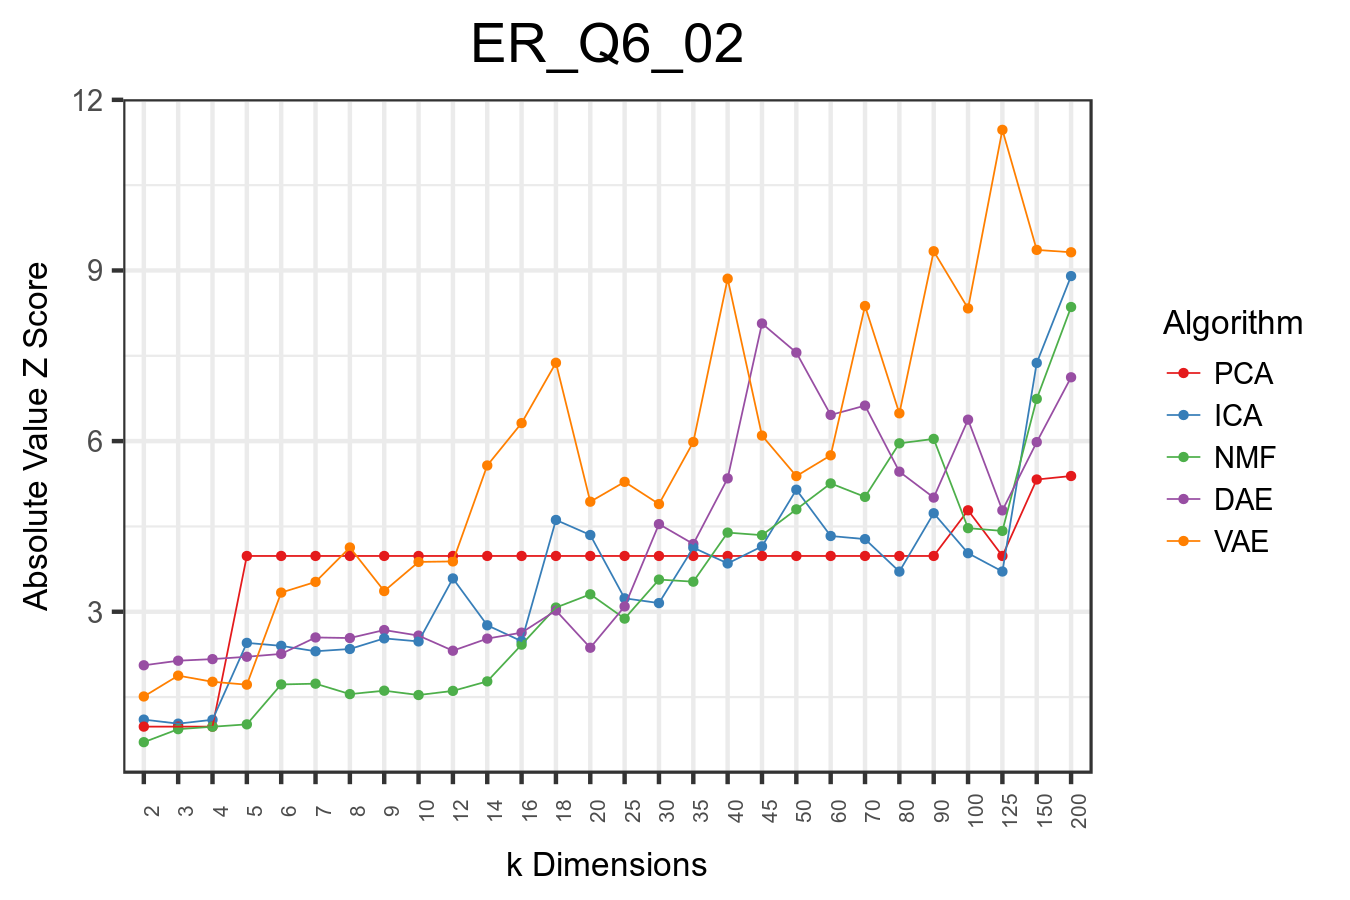 ER_Q6_02
12
9
6
3
Absolute Value Z Score
2 3 4 5 6 7 8 9 10 12 14 16 18 20 25 30 35 40 45 50 60 70 80 90 100 125 150 200
k Dimensions
Algorithm
PCA
ICA
NMF
DAE
VAE